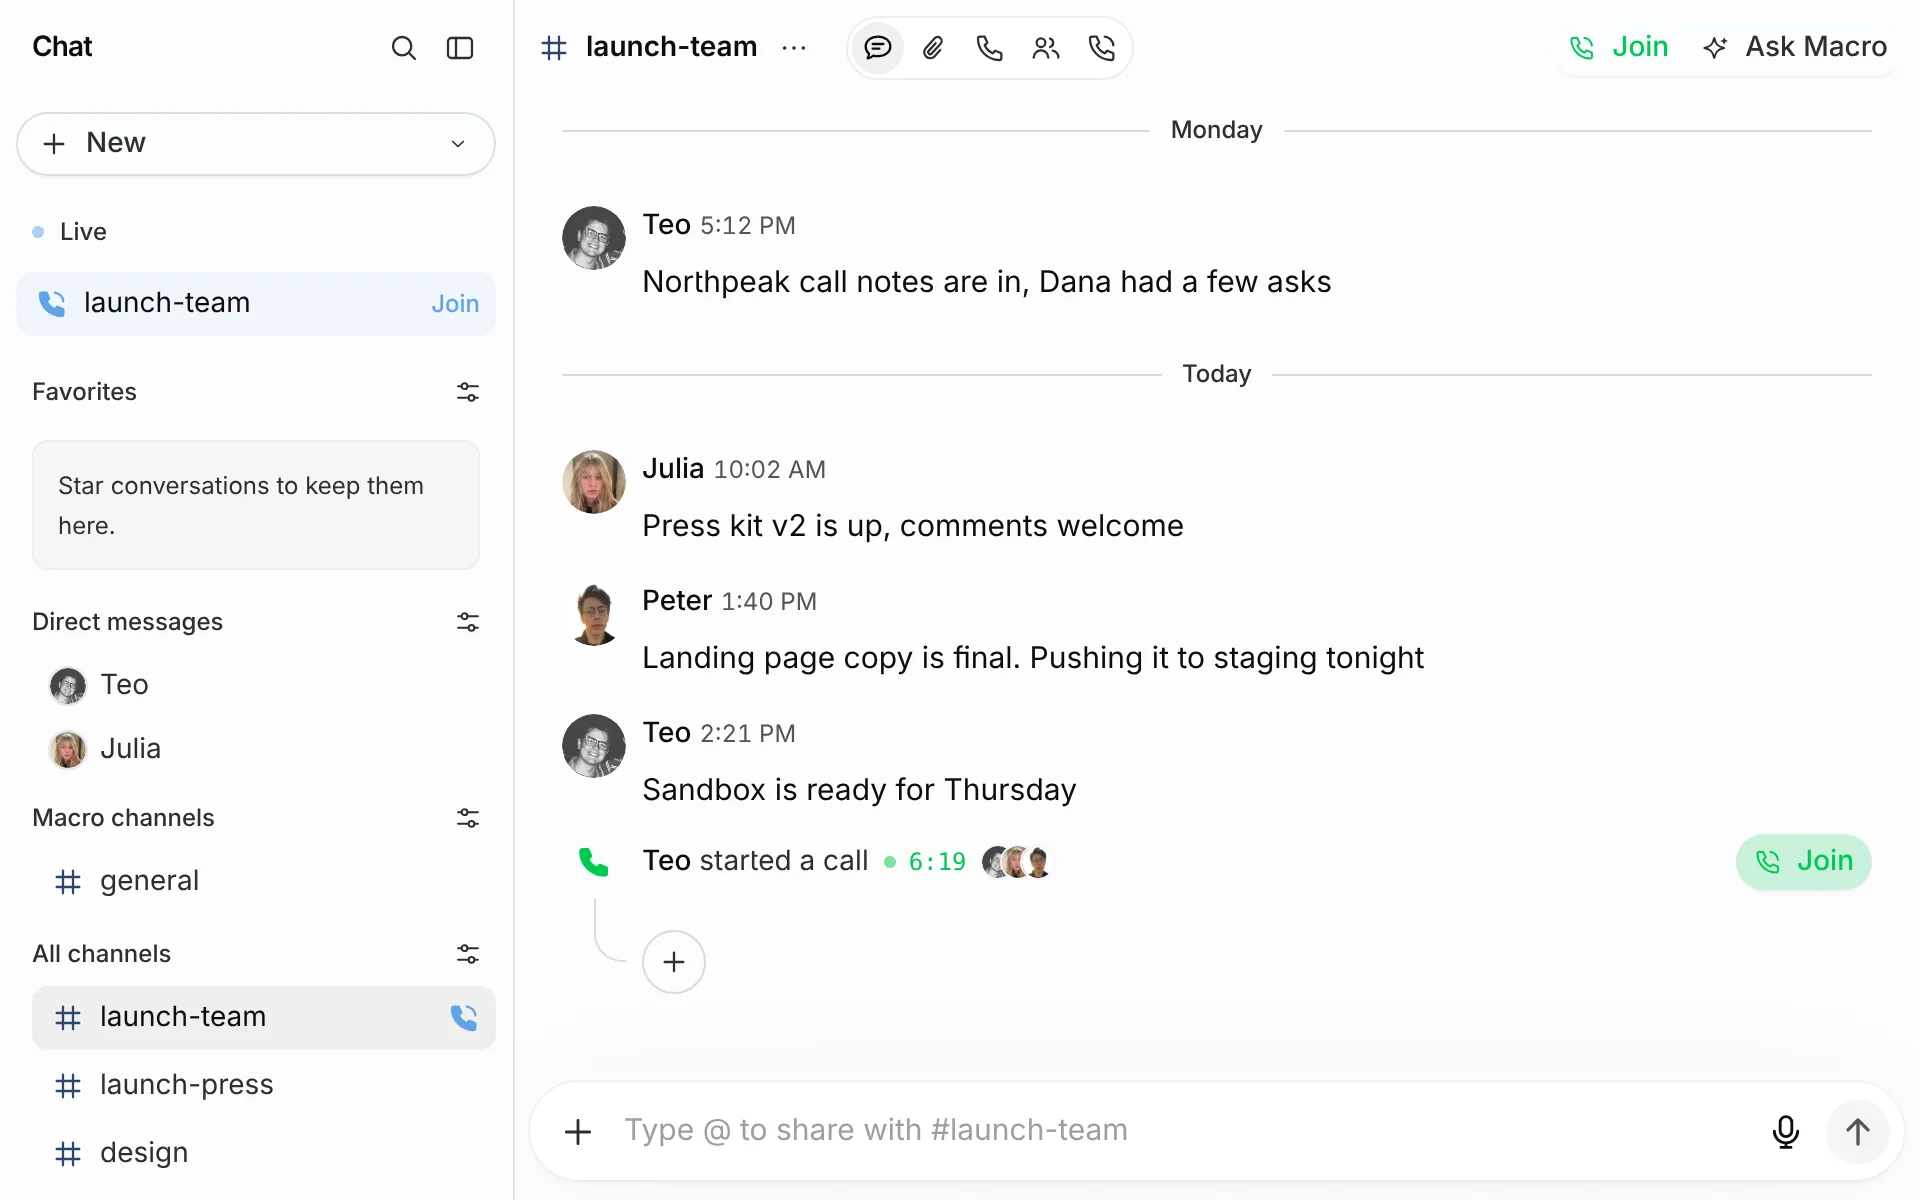 Chat
New
Live
launch-team
Join
Favorites
Star conversations to keep them
here.
Direct messages
Teo
Julia
Macro channels
general
All channels
launch-team
launch-press
design
launch-team
Join
Ask Macro
Monday
Teo 5:12 PM
Northpeak call notes are in, Dana had a few asks
Today
Julia 10:02 AM
Press kit v2 is up, comments welcome
Peter 1:40 PM
Landing page copy is final. Pushing it to staging tonight
Teo 2:21 PM
Sandbox is ready for Thursday
Teo started a call 6:19
Join
Type @ to share with #launch-team